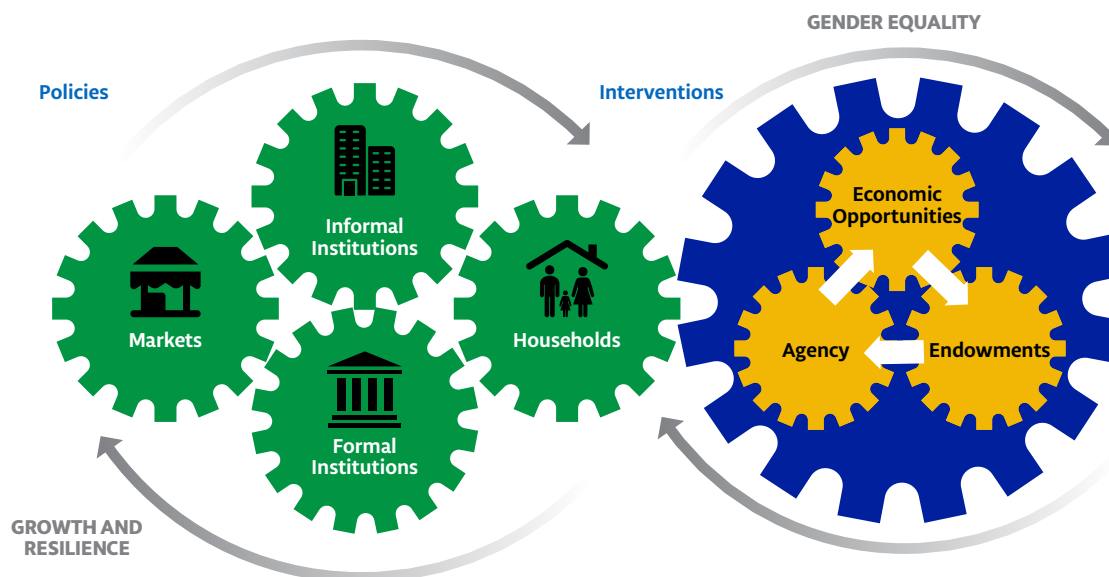 GENDER EQUALITY
Policies
Interventions
Informal
Institutions
Economic
Opportunities
Markets
Households
Agency
Endowments
Formal
Institutions
GROWTH AND
RESILIENCE